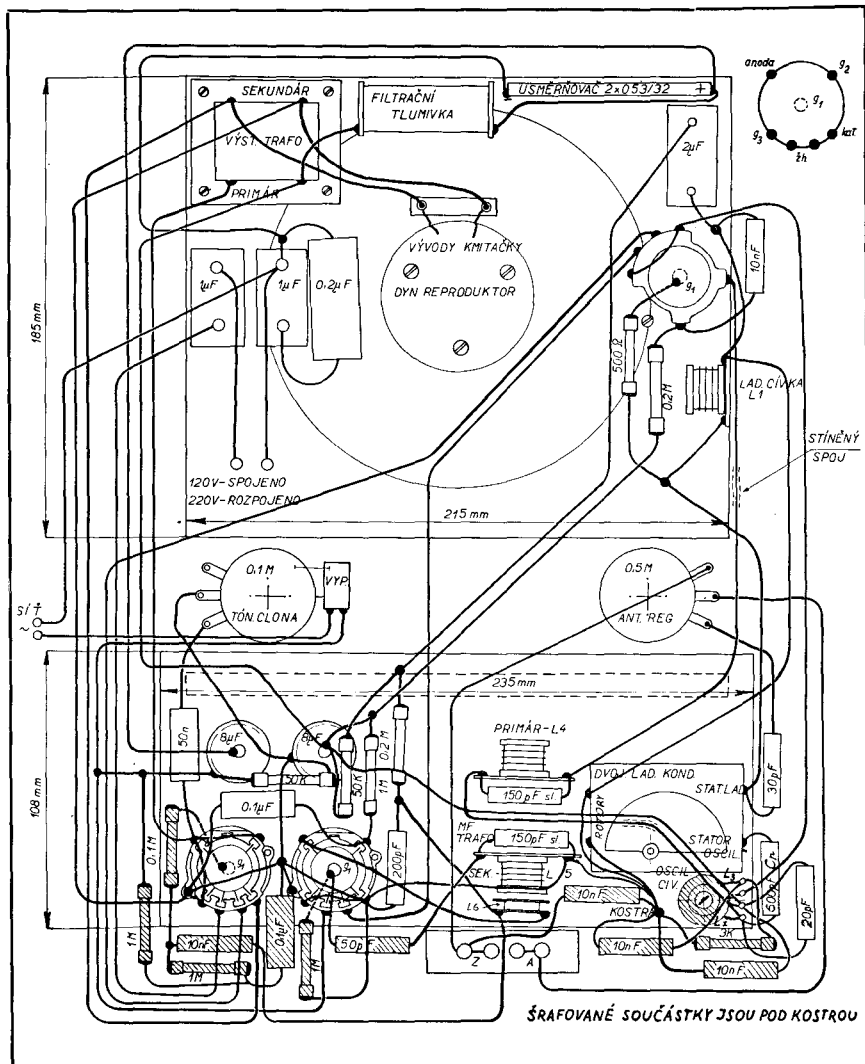 SEKUNDÁR
VÝST. TRAFO
PRIMÁR
FILTRAČNÍ
TLUMIVKA
USMĚRŇOVAČ 2×053/32 +
anoda
g2
g1
g3
kat
žh
2µF
VÝVODY KMITAČKY
DYN REPRODUKTOR
1µF
1µF
0,2µF
g1
10nF
500Ω
0,2M
LAD. CÍVKA
L1
STÍNĚNÝ
SPOJ
185mm
120V-SPOJENO
220V-ROZPOJENO
215mm
0,1M
TÓN. CLONA
VYP.
0,5M
ANT. REG
SÍŤ
~
235mm
108mm
50n
8µF
8µF
50K
50K
1M
0,2M
0,1µF
200pF
0,1M
1M
10nF
1M
0,1µF
1M
50pF
g1
PRIMÁR-L4
150pF sl.
MF
TRAFO
150pF sl.
SEK-L5
L6
10nF
DVOJ. LAD. KOND.
ROTORY
STAT.LAD
STATOR
OSCIL
OSCIL
CÍV.
L3
L2
30pF
500
20pF
3K
KOSTRA
10nF
10nF
Z
A
ŠRAFOVANÉ SOUČÁSTKY JSOU POD KOSTROU